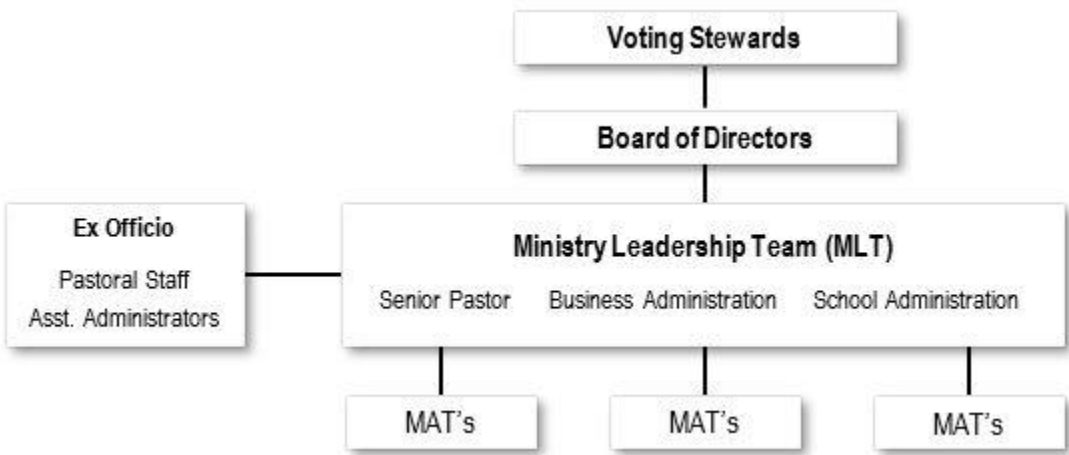 Voting Stewards
Board of Directors
Ex Officio
Pastoral Staff
Asst. Administrators
Ministry Leadership Team (MLT)
Senior Pastor Business Administration School Administration
MAT's MAT's MAT's